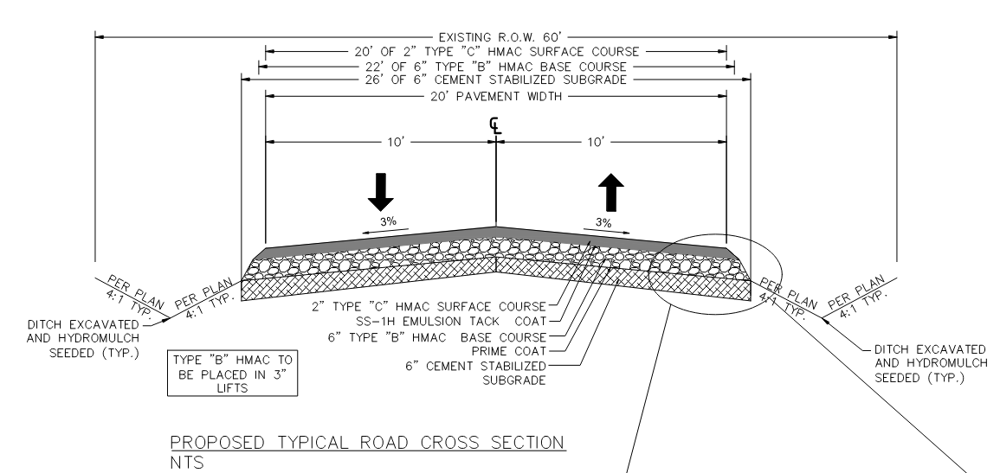 EXISTING R.O.W. 60'
20' OF 2" TYPE "C" HMAC SURFACE COURSE
22' OF 6" TYPE "B" HMAC BASE COURSE
26' OF 6" CEMENT STABILIZED SUBGRADE
20' PAVEMENT WIDTH
℄
10'
10'
3%
3%
PER PLAN
4:1 TYP.
PER PLAN
4:1 TYP.
PER PLAN
4:1 TYP.
PER PLAN
4:1 TYP.
DITCH EXCAVATED
AND HYDROMULCH
SEEDED (TYP.)
2" TYPE "C" HMAC SURFACE COURSE
SS-1H EMULSION TACK COAT
6" TYPE "B" HMAC BASE COURSE
PRIME COAT
6" CEMENT STABILIZED
SUBGRADE
TYPE "B" HMAC TO
BE PLACED IN 3"
LIFTS
DITCH EXCAVATED
AND HYDROMULCH
SEEDED (TYP.)
PROPOSED TYPICAL ROAD CROSS SECTION
NTS